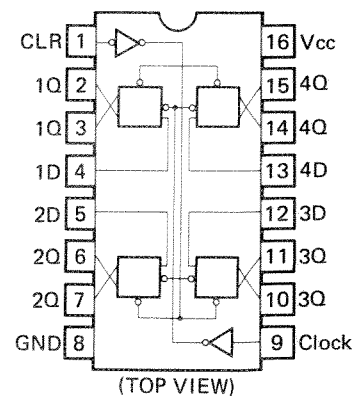 CLR 1 16 Vcc
1Q 2 15 4Q
1Q 3 14 4Q
1D 4 13 4D
2D 5 12 3D
2Q 6 11 3Q
2Q 7 10 3Q
GND 8 9 Clock
(TOP VIEW)